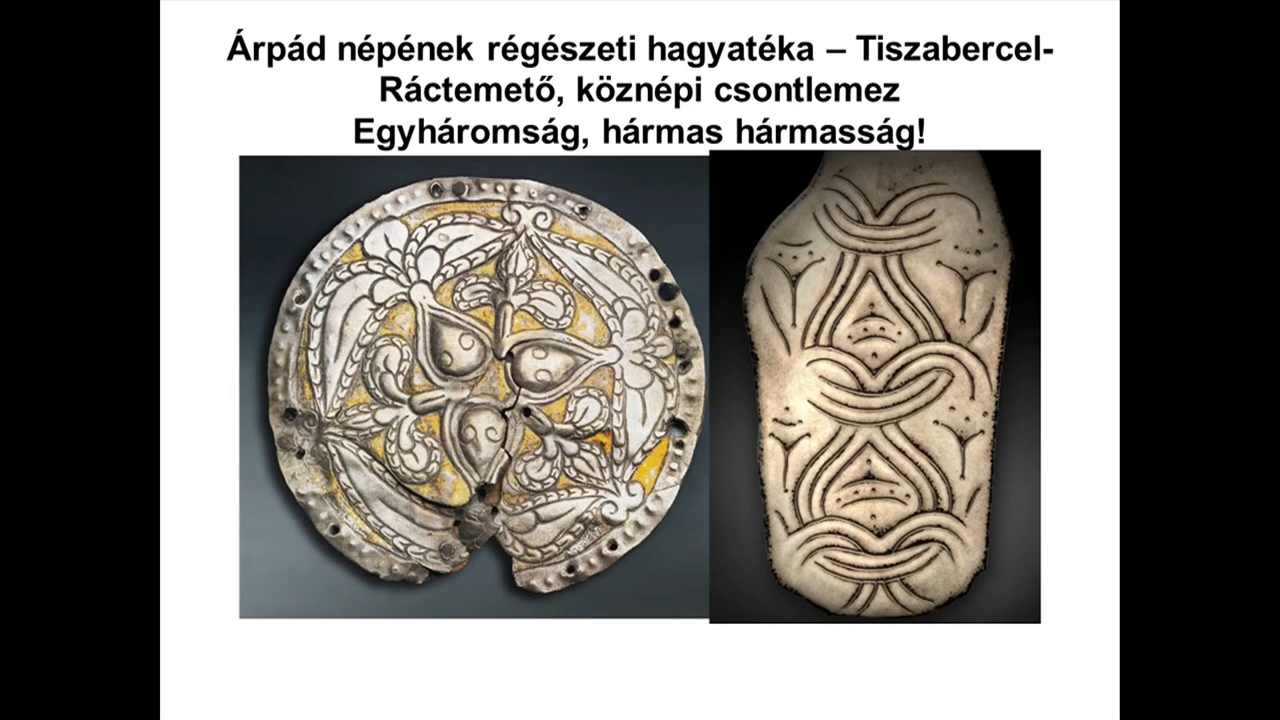 Árpád népének régészeti hagyatéka – Tiszabercel-
Ráctemető, köznépi csontlemez
Egyháromság, hármas hármasság!